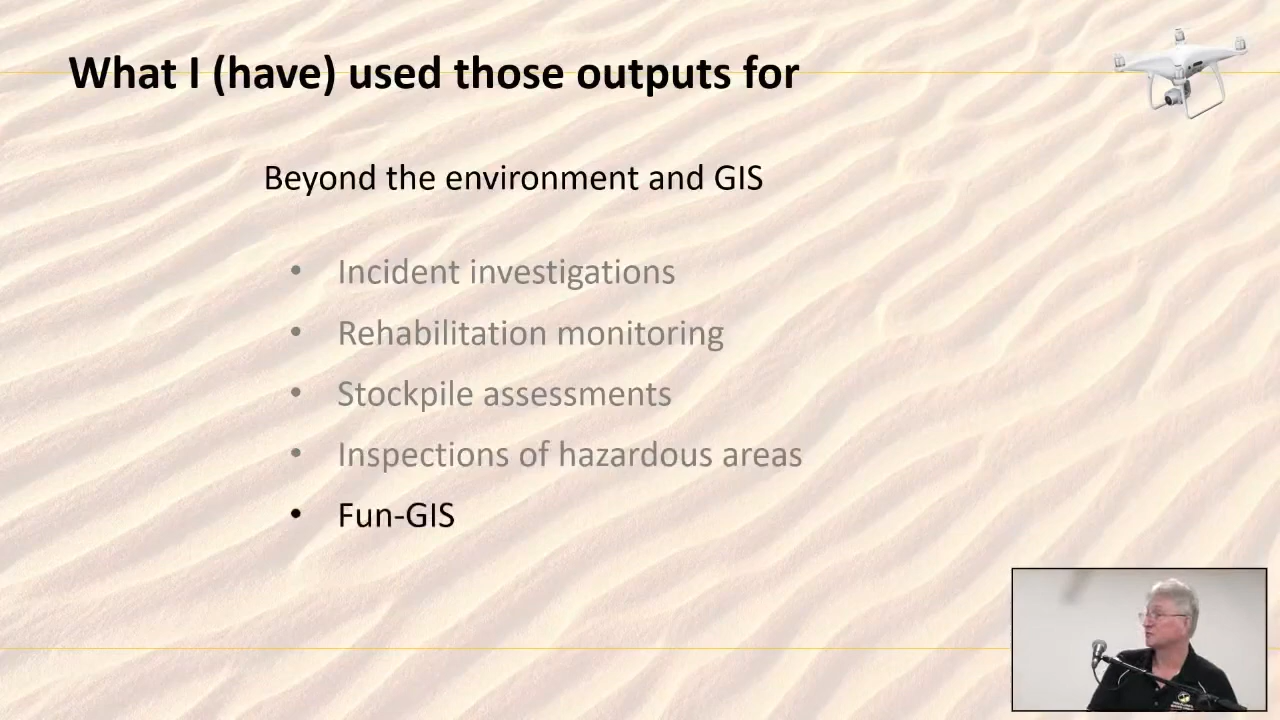 What I (have) used those outputs for
Beyond the environment and GIS
• Incident investigations
• Rehabilitation monitoring
• Stockpile assessments
• Inspections of hazardous areas
• Fun-GIS